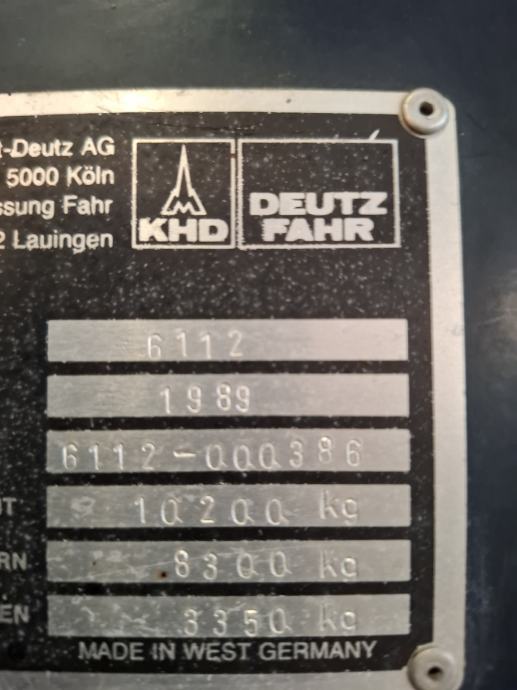 t-Deutz AG
5000 Köln
ssung Fahr
2 Lauingen
KHD
DEUTZ
FAHR
6112
1989
6112-000386
UT 10200 kg
RN 8300 kg
EN 3350 kg
MADE IN WEST GERMANY